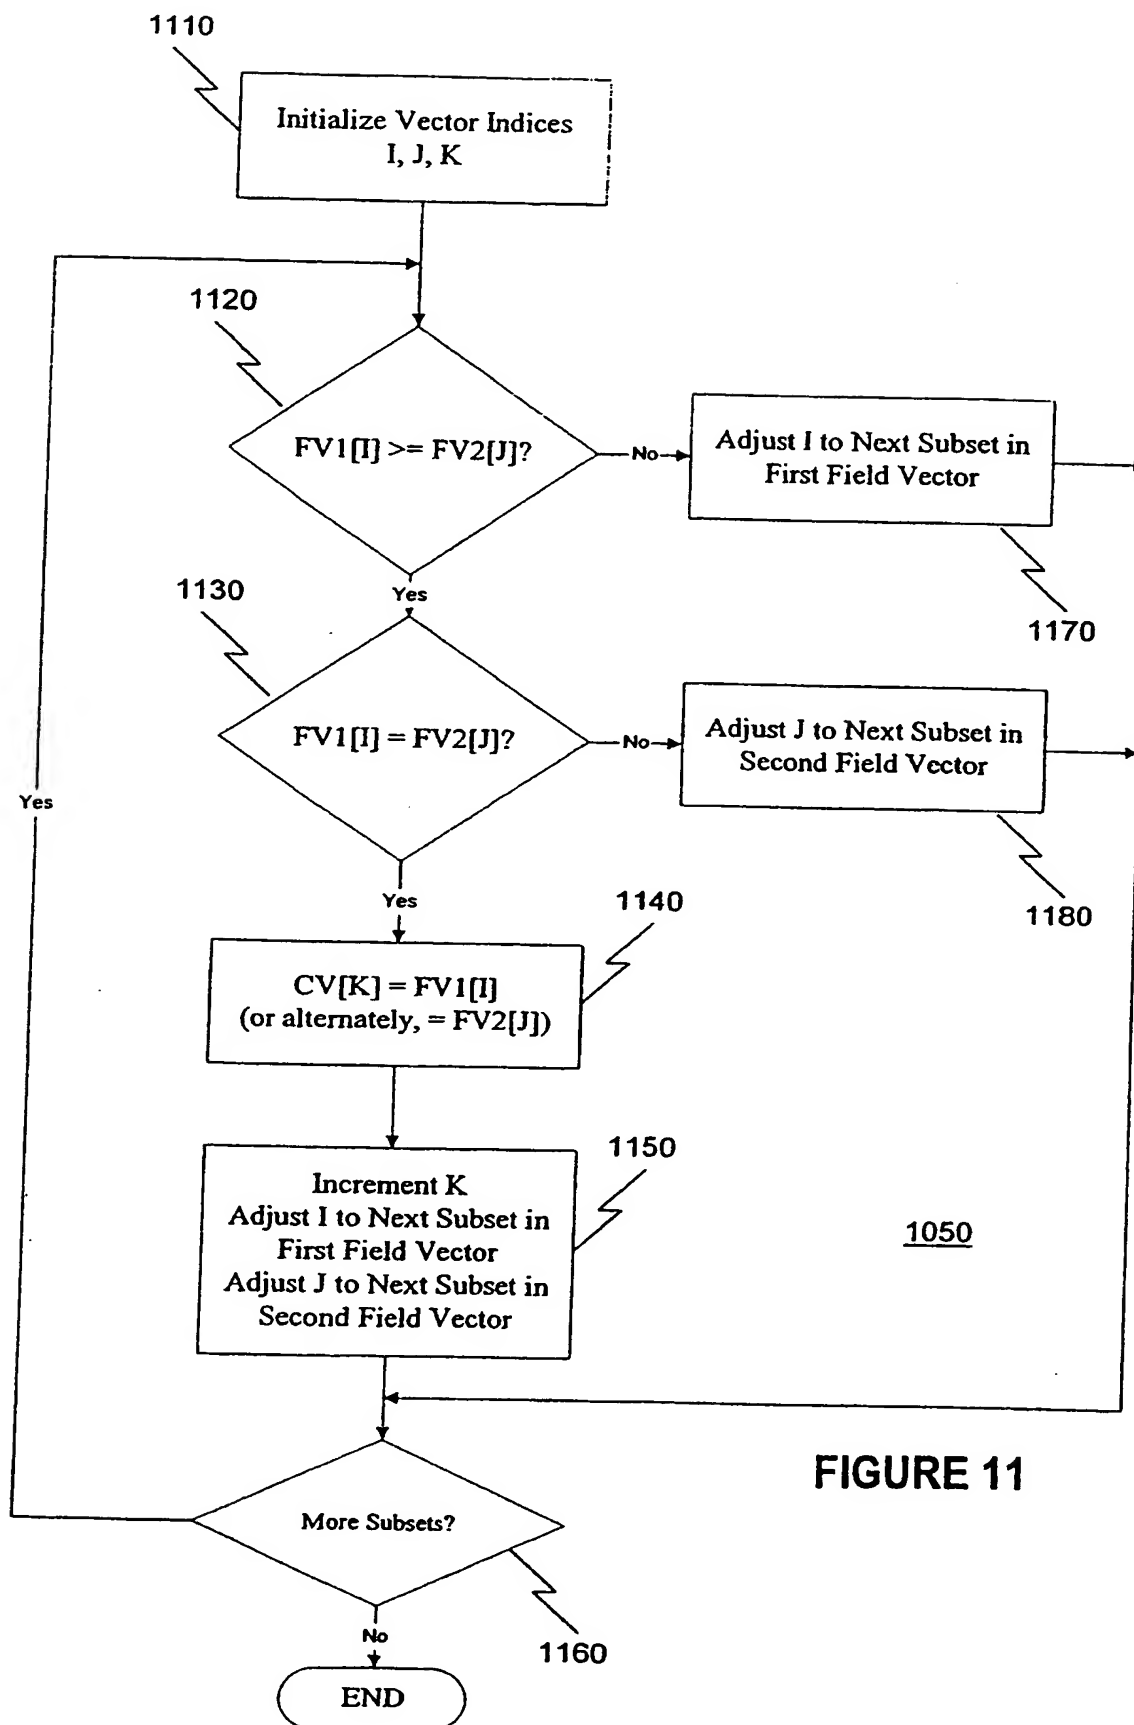 1110
Initialize Vector Indices
I, J, K
1120
FV1[I] >= FV2[J]?
No
Adjust I to Next Subset in
First Field Vector
1170
Yes
1130
FV1[I] = FV2[J]?
No
Adjust J to Next Subset in
Second Field Vector
1180
Yes
Yes
1140
CV[K] = FV1[I]
(or alternately, = FV2[J])
1150
Increment K
Adjust I to Next Subset in
First Field Vector
Adjust J to Next Subset in
Second Field Vector
1050
More Subsets?
FIGURE 11
No
1160
END